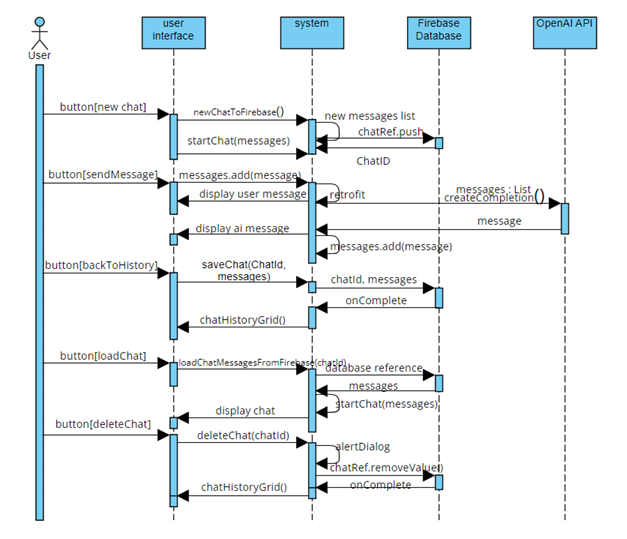 user
interface
system
Firebase
Database
OpenAI API
User
button[new chat]
newChatToFirebase()
new messages list
chatRef.push
startChat(messages)
ChatID
button[sendMessage]
messages.add(message)
display user message
retrofit
messages : List
createCompletion()
message
display ai message
messages.add(message)
button[backToHistory]
saveChat(ChatId,
messages)
chatId, messages
onComplete
chatHistoryGrid()
button[loadChat]
loadChatMessagesFromFirebase(chatId)
database reference
messages
startChat(messages)
display chat
button[deleteChat]
deleteChat(chatId)
alertDialog
chatRef.removeValue()
onComplete
chatHistoryGrid()